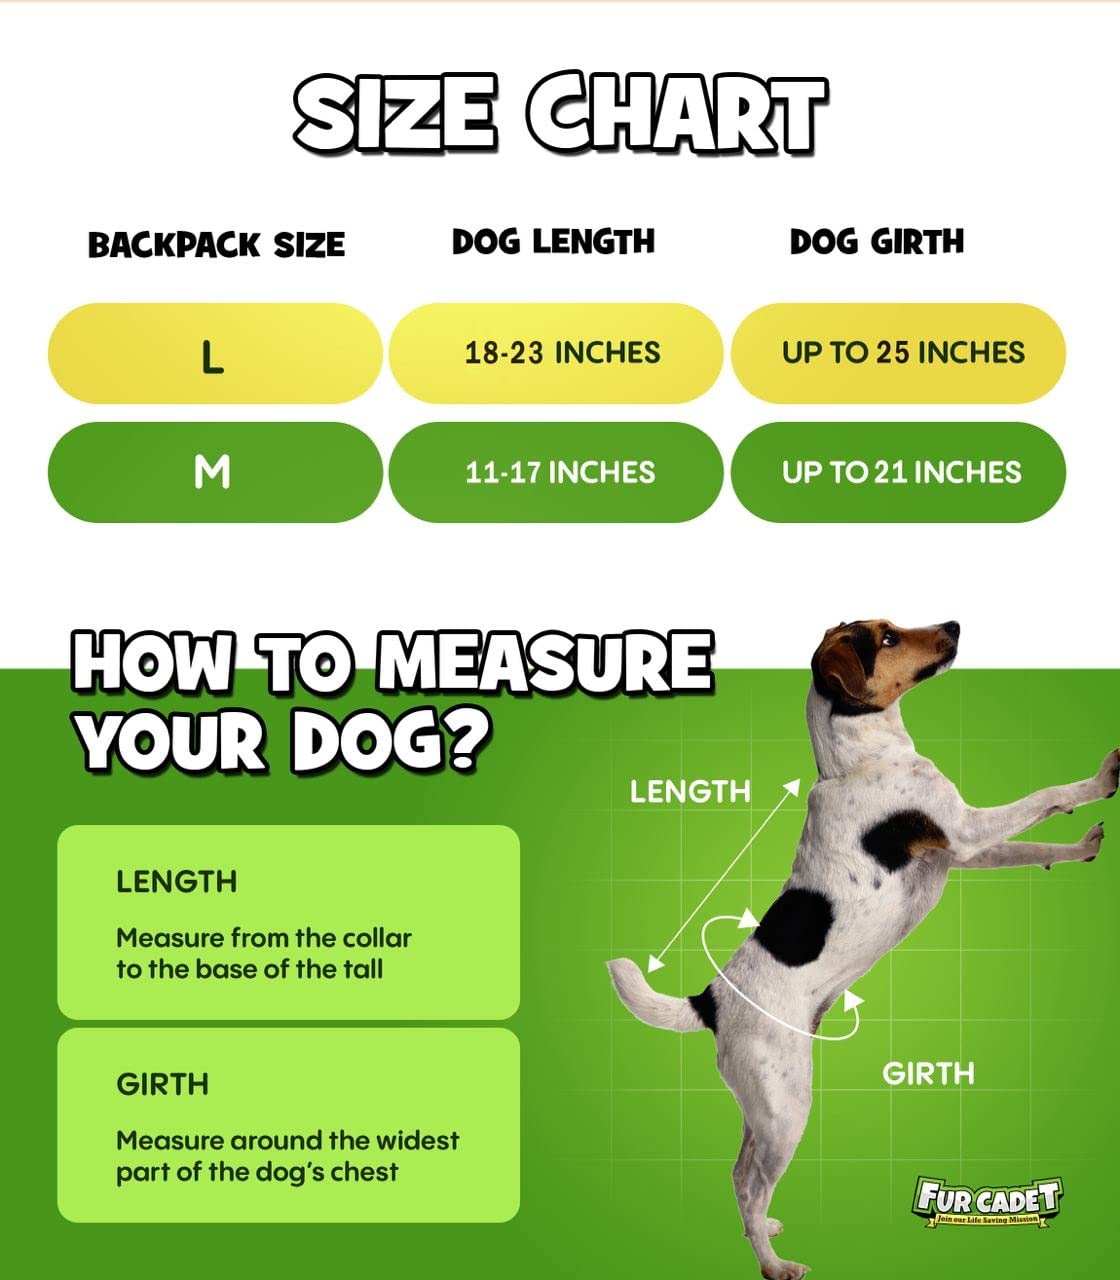 SIZE CHART
BACKPACK SIZE DOG LENGTH DOG GIRTH
L 18-23 INCHES UP TO 25 INCHES
M 11-17 INCHES UP TO 21 INCHES
HOW TO MEASURE
YOUR DOG?
LENGTH
LENGTH
Measure from the collar
to the base of the tall
GIRTH
GIRTH
Measure around the widest
part of the dog's chest
FUR CADET
Join our Life Saving Mission